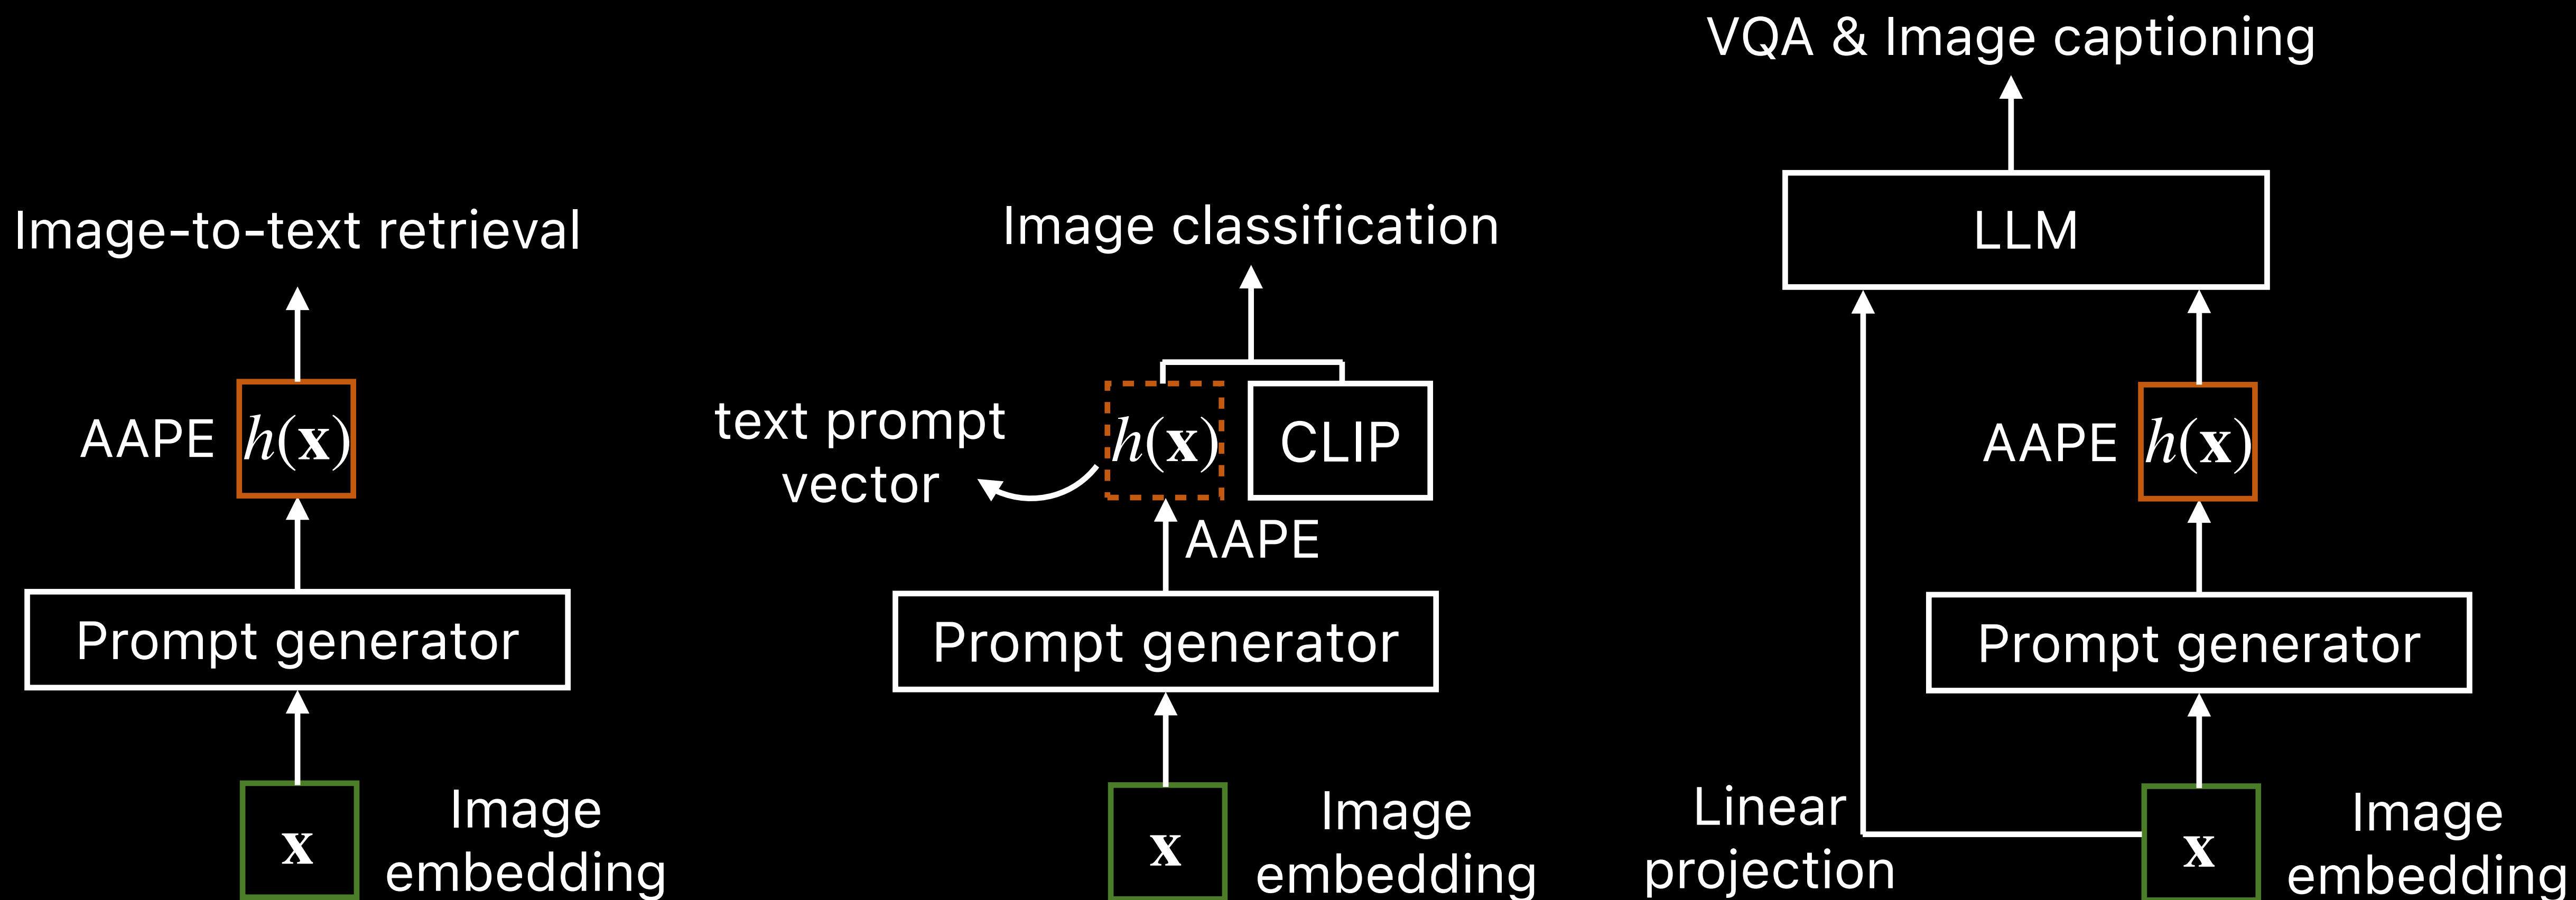 Image-to-text retrieval
AAPE
h(x)
Prompt generator
x
Image
embedding
Image classification
text prompt
vector
h(x)
CLIP
AAPE
Prompt generator
x
Image
embedding
VQA & Image captioning
LLM
AAPE
h(x)
Prompt generator
Linear
projection
x
Image
embedding